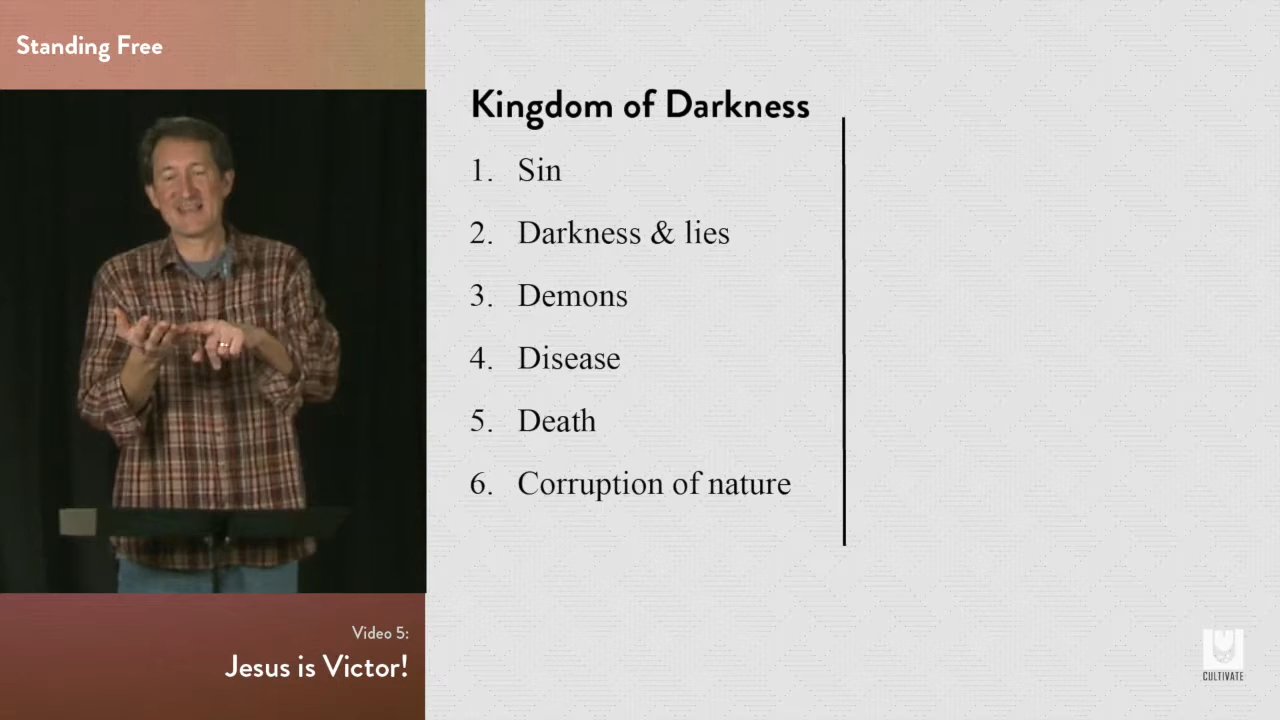 Standing Free
Kingdom of Darkness
1. Sin
2. Darkness & lies
3. Demons
4. Disease
5. Death
6. Corruption of nature
Video 5:
Jesus is Victor!
CULTIVATE